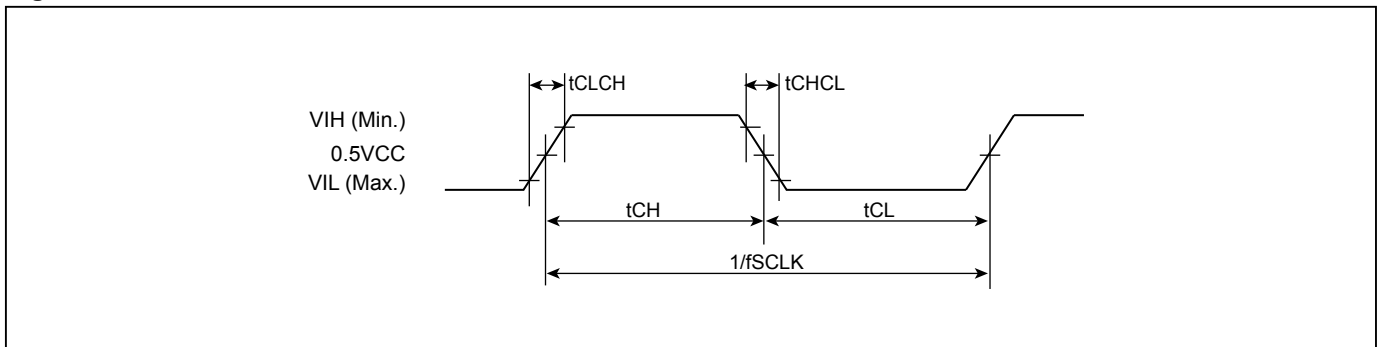 tCLCH
tCHCL
VIH (Min.)
0.5VCC
VIL (Max.)
tCH
tCL
1/fSCLK